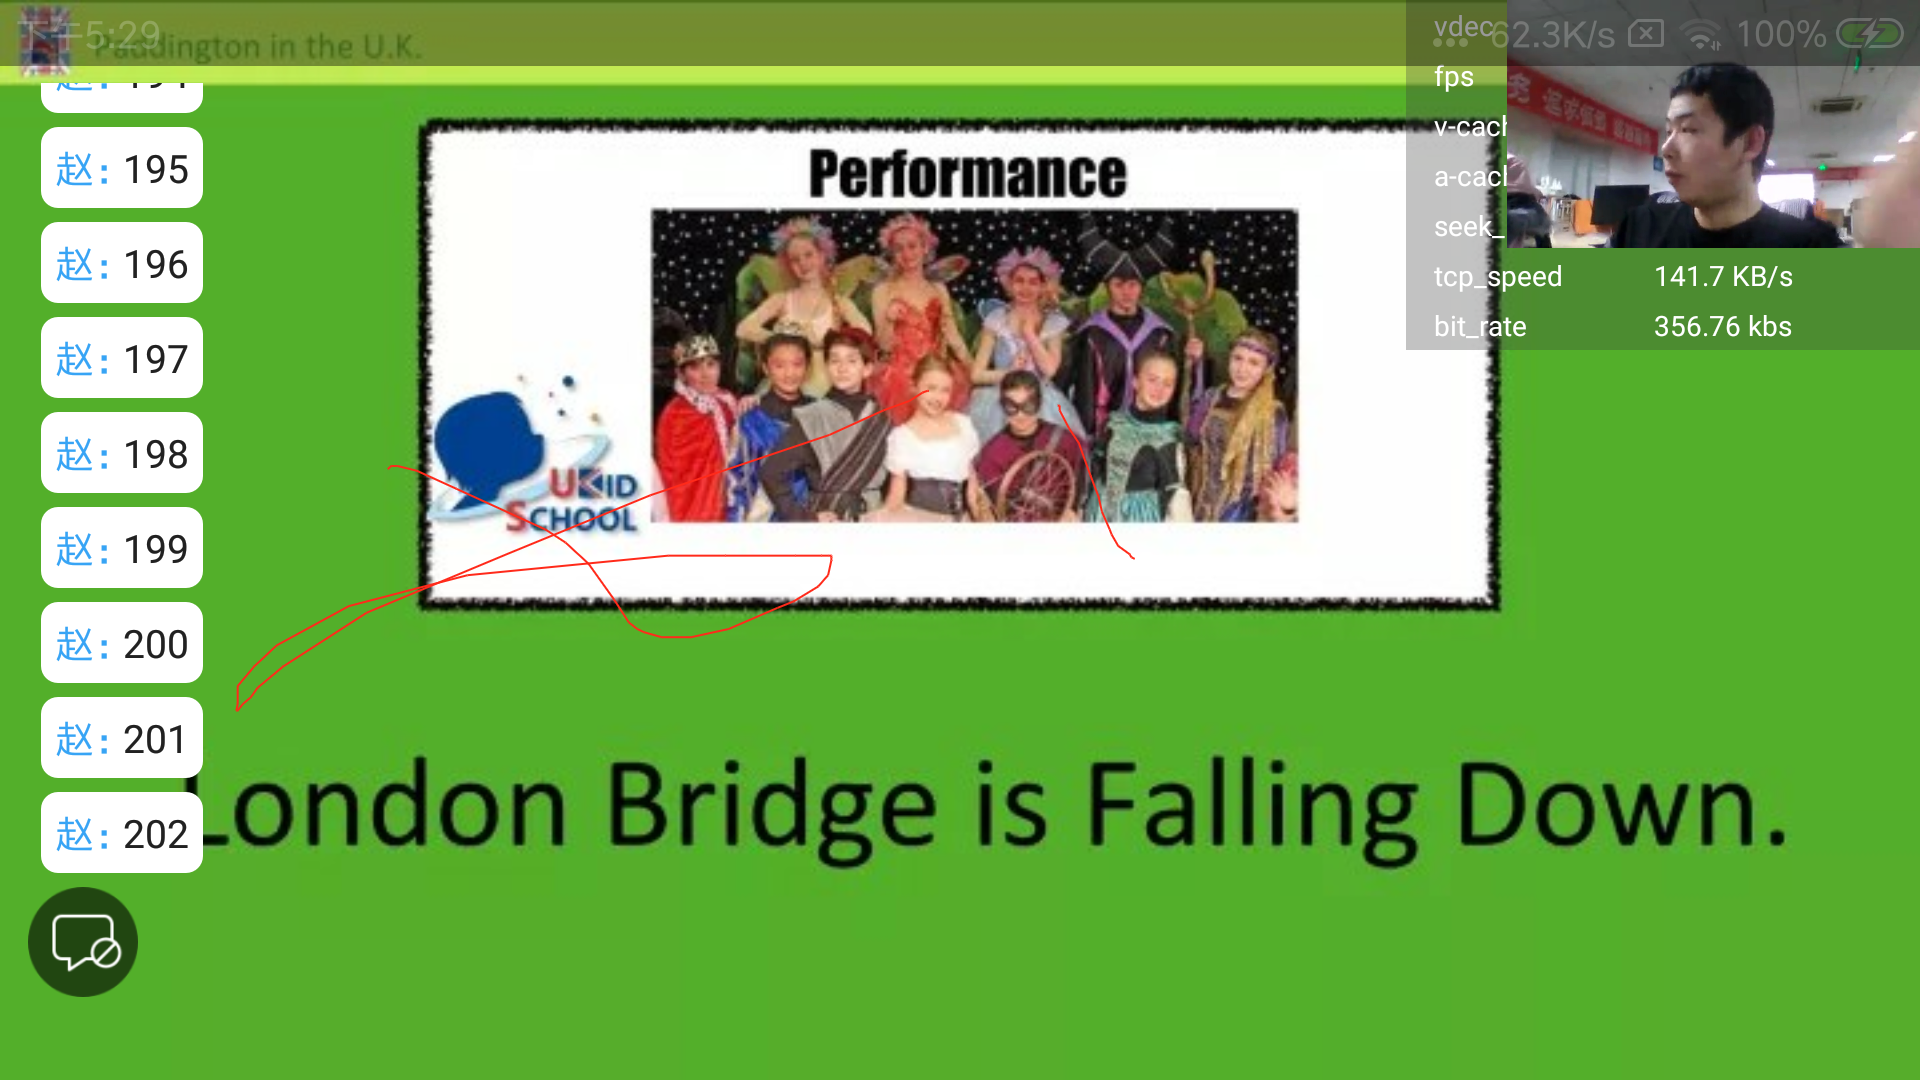 下午5:29
Paddington in the U.K.
62.3K/s
100%
vdec
fps
v-cach
a-cach
seek_
tcp_speed 141.7 KB/s
bit_rate 356.76 kbs
赵: 195
赵: 196
赵: 197
赵: 198
赵: 199
赵: 200
赵: 201
赵: 202
Performance
UKID
SCHOOL
London Bridge is Falling Down.